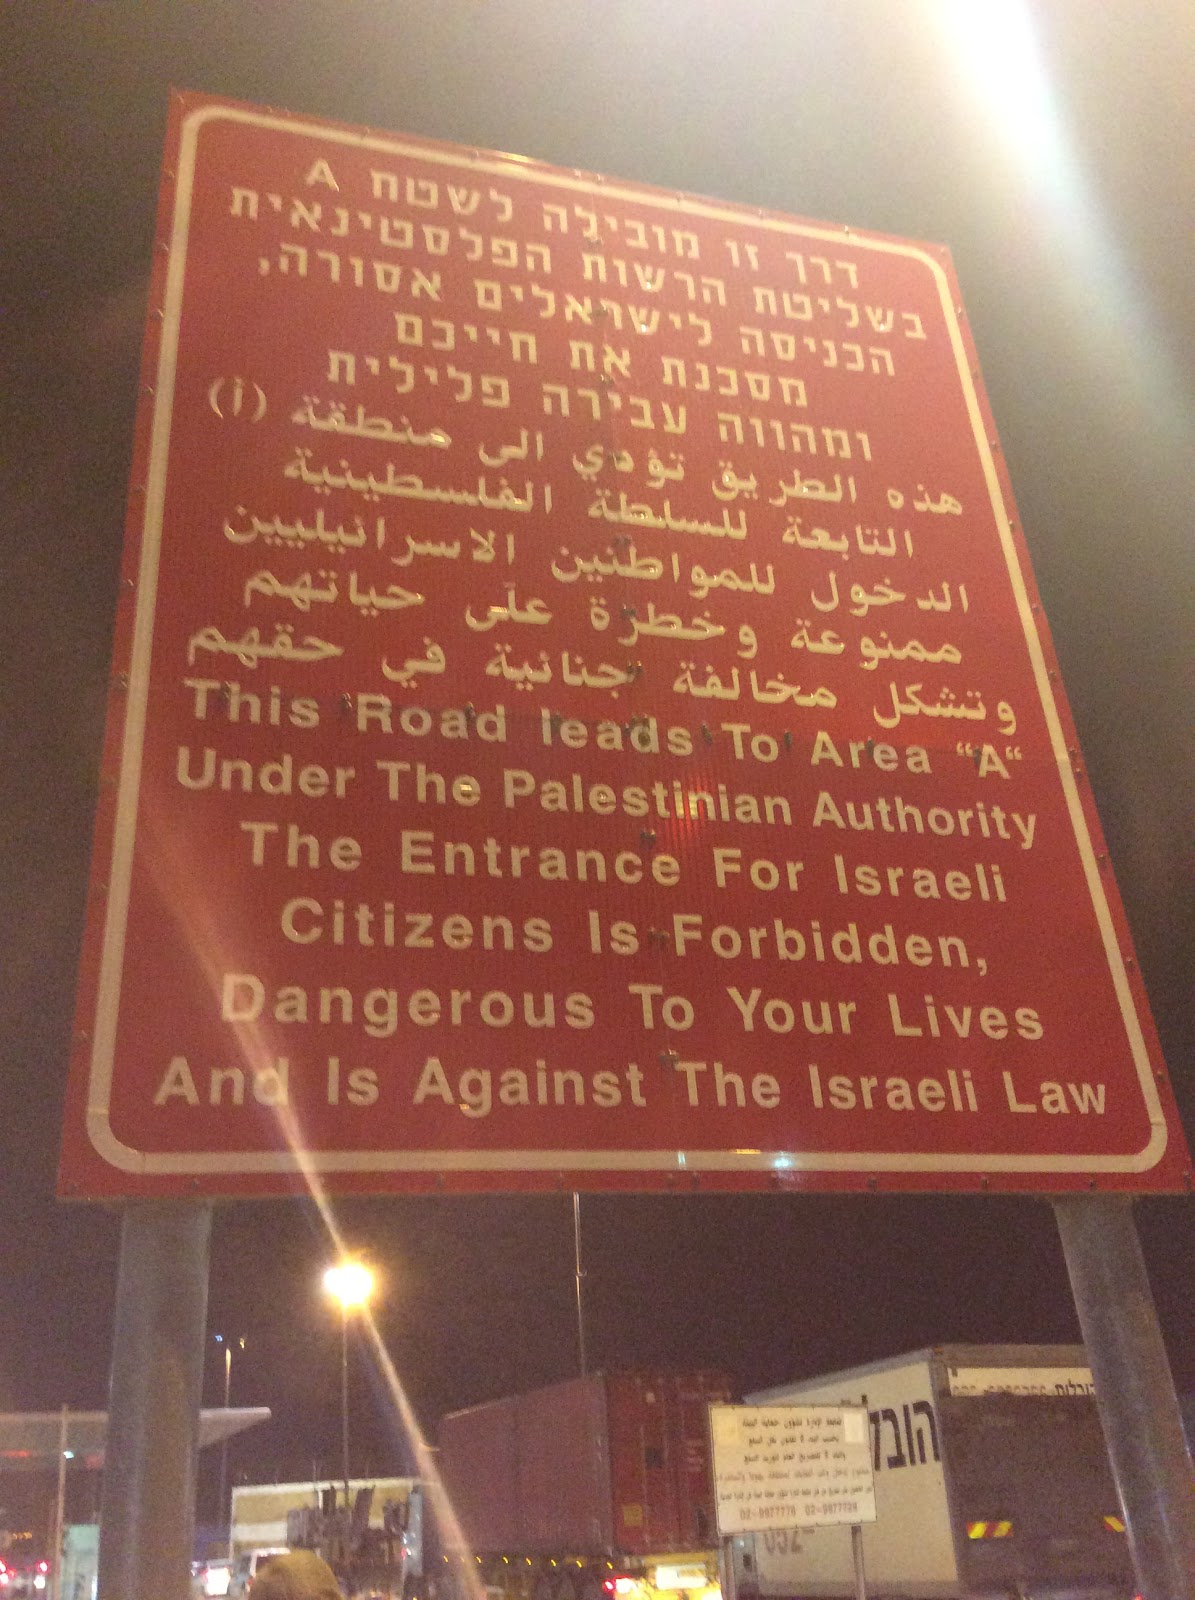 דרך זו מובילה לשטח A
בשליטת הרשות הפלסטינאית
הכניסה לישראלים אסורה,
מסכנת את חייכם
ומהווה עבירה פלילית
هذه الطريق تؤدي الى منطقة (أ)
التابعة للسلطة الفلسطينية
الدخول للمواطنين الاسرائيليين
ممنوعة وخطرة على حياتهم
وتشكل مخالفة جنائية في حقهم
This Road leads To Area “A“
Under The Palestinian Authority
The Entrance For Israeli
Citizens Is Forbidden,
Dangerous To Your Lives
And Is Against The Israeli Law